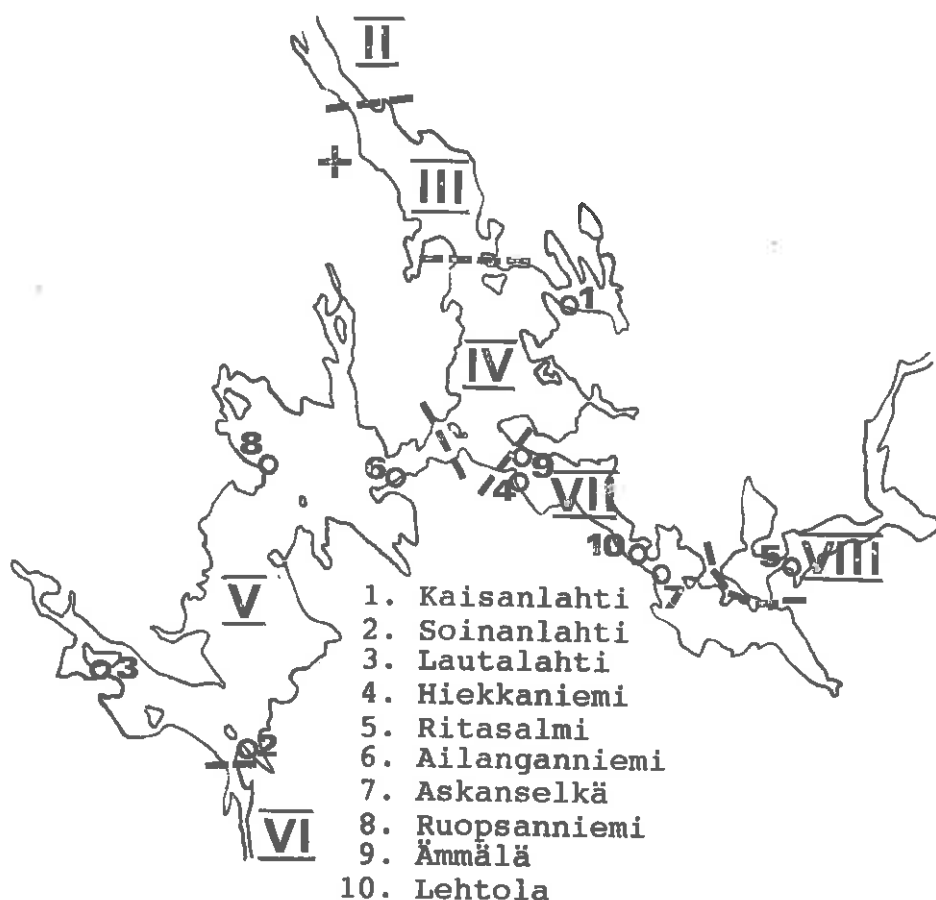 II
III
1
IV
8
6
9
4
VII
10
5
VIII
7
V
3
2
VI
1. Kaisanlahti
2. Soinanlahti
3. Lautalahti
4. Hiekkaniemi
5. Ritasalmi
6. Ailanganniemi
7. Askanselkä
8. Ruopsanniemi
9. Ämmälä
10. Lehtola